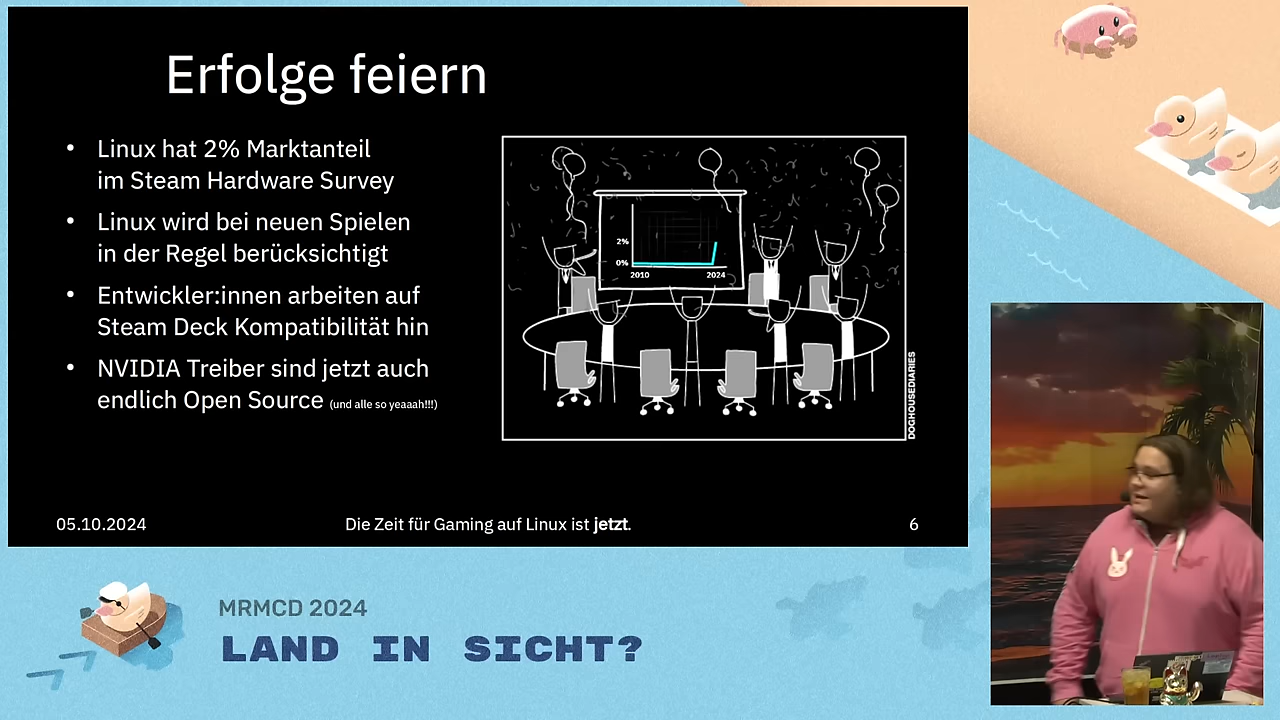 Erfolge feiern
• Linux hat 2% Marktanteil
im Steam Hardware Survey
• Linux wird bei neuen Spielen
in der Regel berücksichtigt
• Entwickler:innen arbeiten auf
Steam Deck Kompatibilität hin
• NVIDIA Treiber sind jetzt auch
endlich Open Source (und alle so yeaaah!!!)
2%
0%
2010
2024
DOGHOUSEDIARIES
05.10.2024
Die Zeit für Gaming auf Linux ist jetzt.
6
MRMCD 2024
LAND IN SICHT?